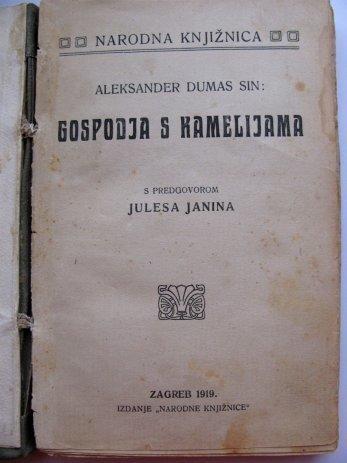 NARODNA KNJIŽNICA
ALEKSANDER DUMAS SIN:
GOSPODJA S KAMELIJAMA
S PREDGOVOROM
JULESA JANINA
ZAGREB 1919.
IZDANJE „NARODNE KNJIŽNICE“